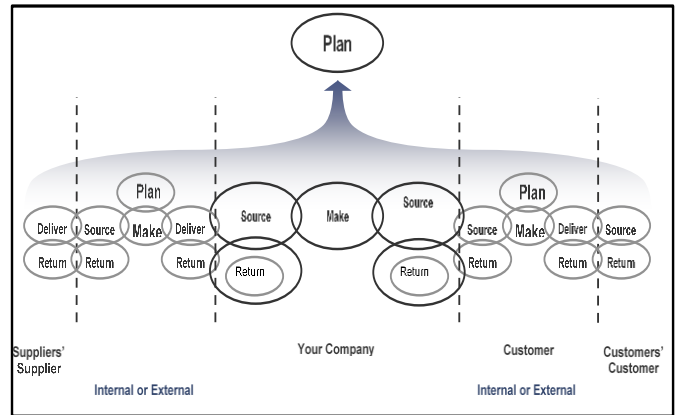 Plan
Plan
Plan
Source
Make
Source
Deliver
Source
Make
Deliver
Source
Make
Deliver
Source
Return
Return
Return
Return
Return
Return
Return
Return
Your Company
Customer
Suppliers'
Supplier
Customers'
Customer
Internal or External
Internal or External